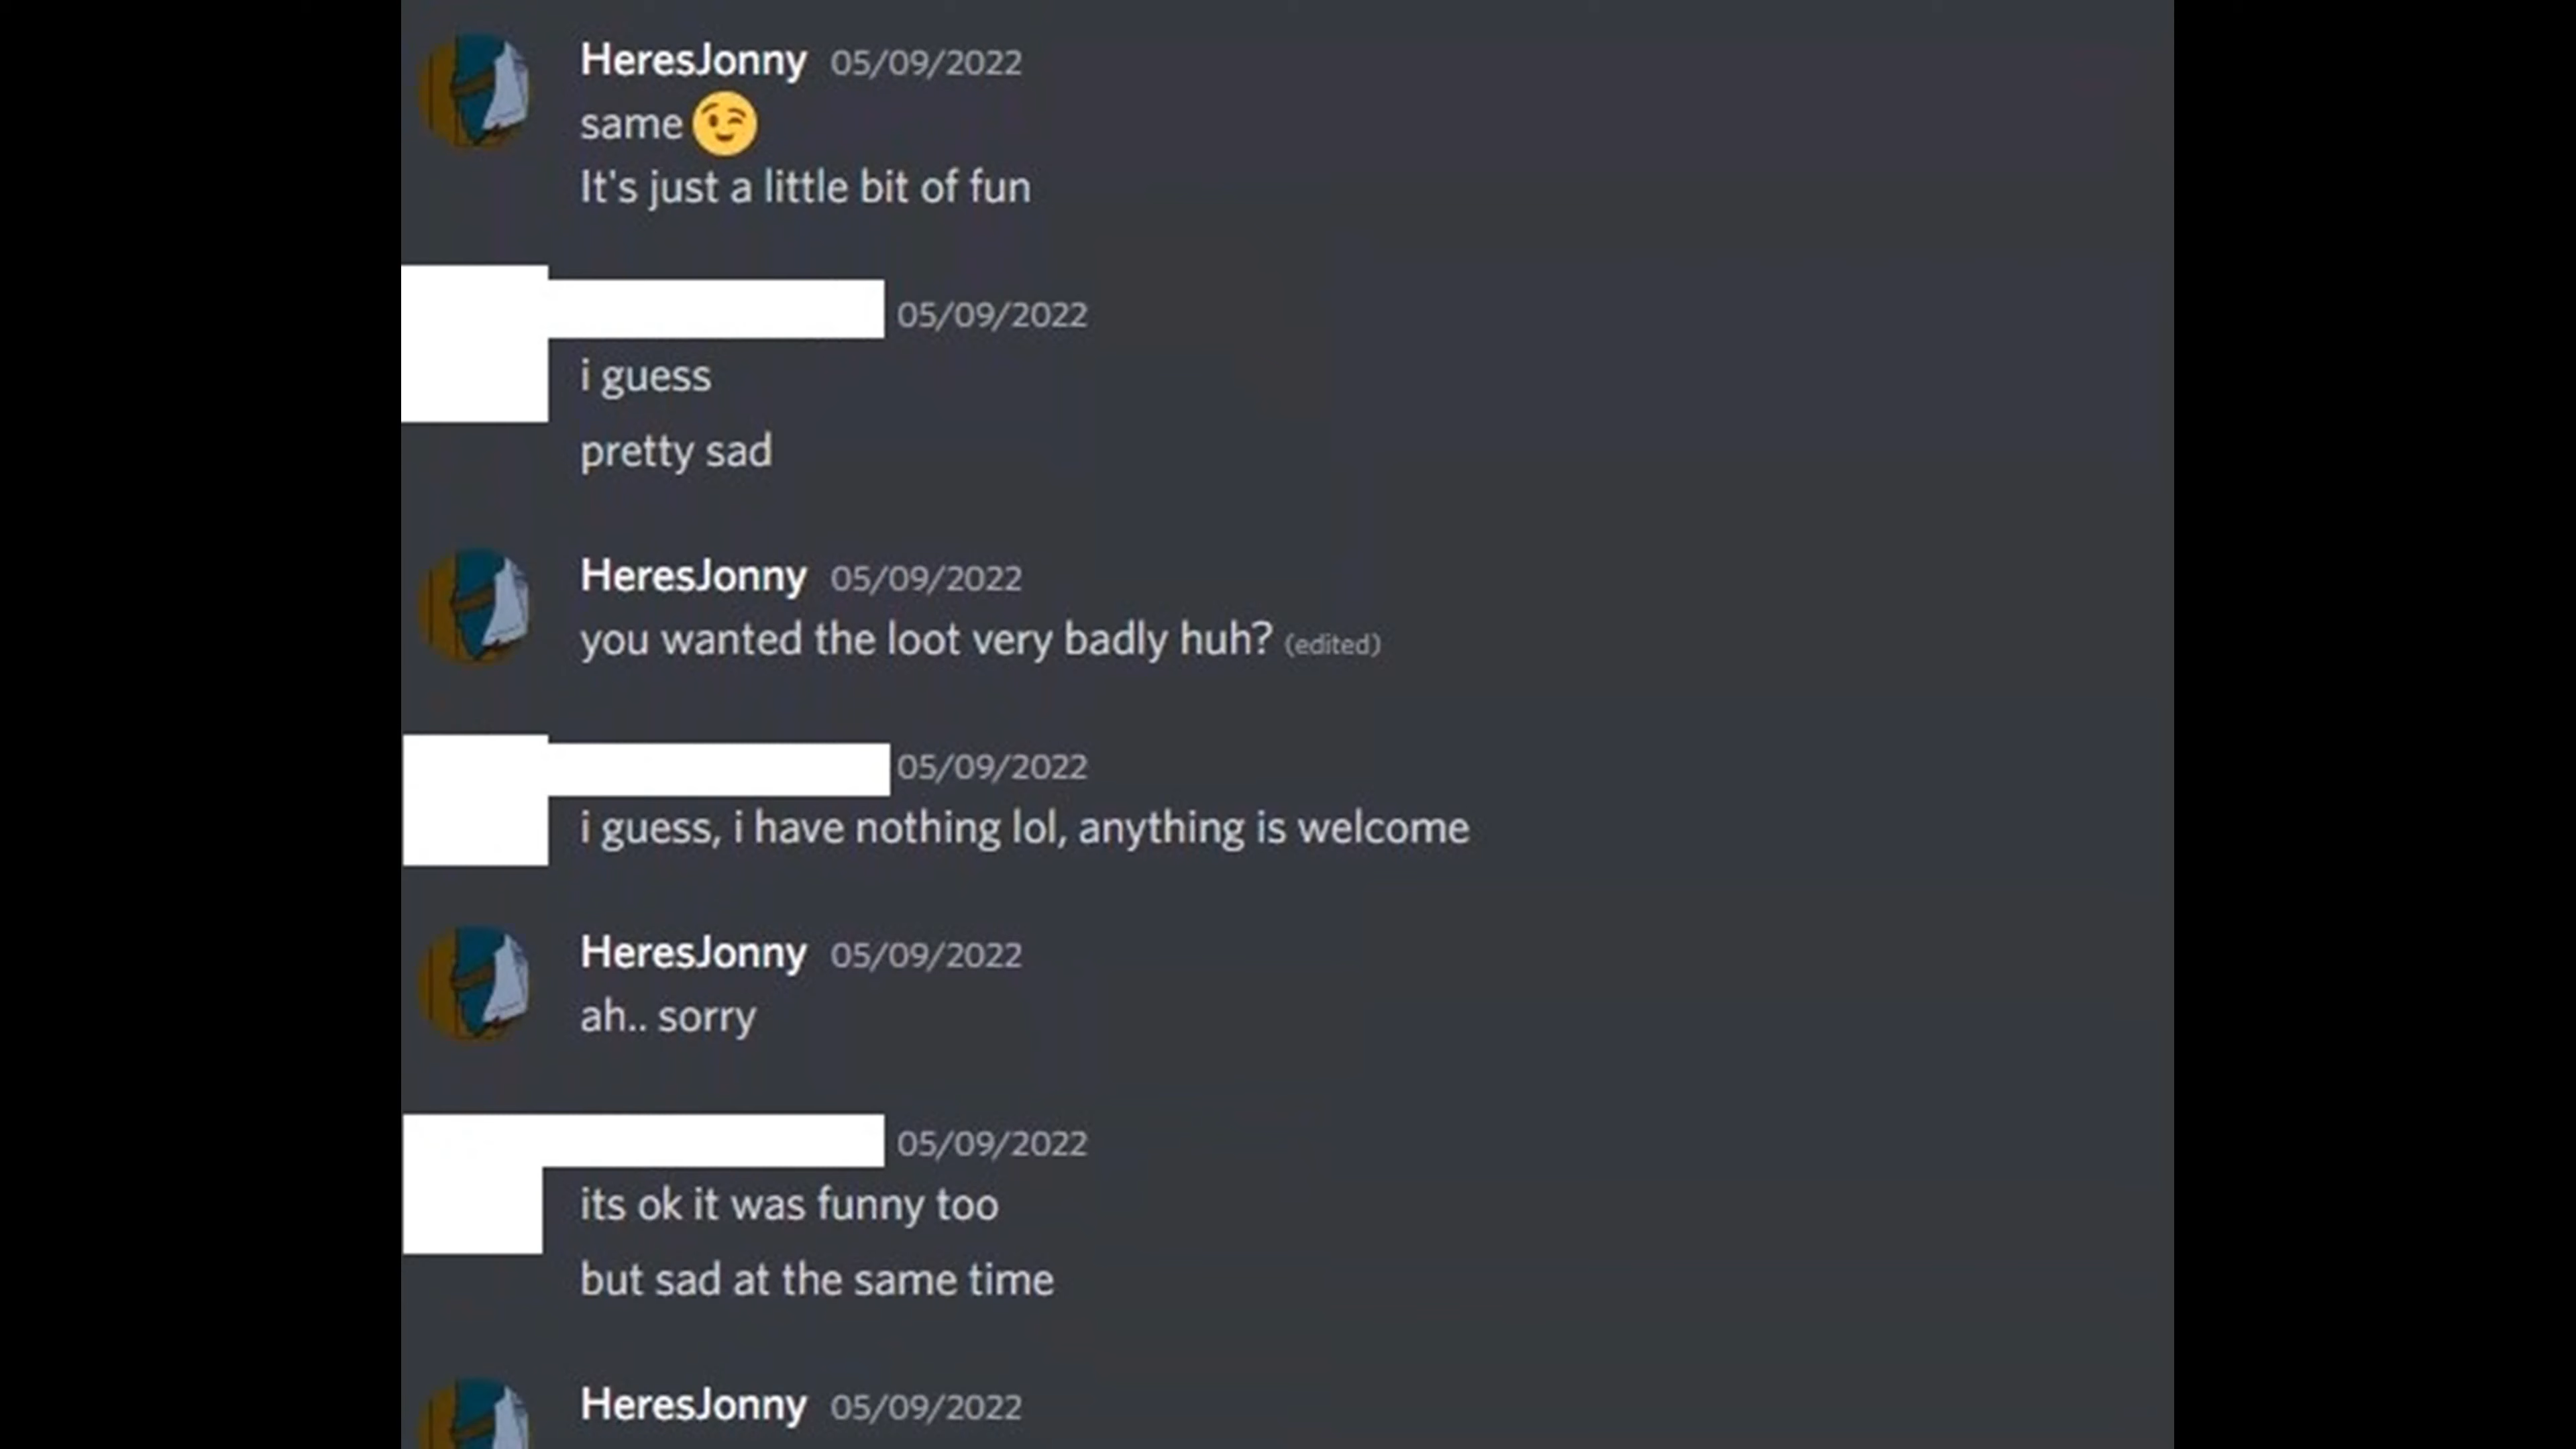 HeresJonny 05/09/2022
same 😉
It's just a little bit of fun
05/09/2022
i guess
pretty sad
HeresJonny 05/09/2022
you wanted the loot very badly huh? (edited)
05/09/2022
i guess, i have nothing lol, anything is welcome
HeresJonny 05/09/2022
ah.. sorry
05/09/2022
its ok it was funny too
but sad at the same time
HeresJonny 05/09/2022